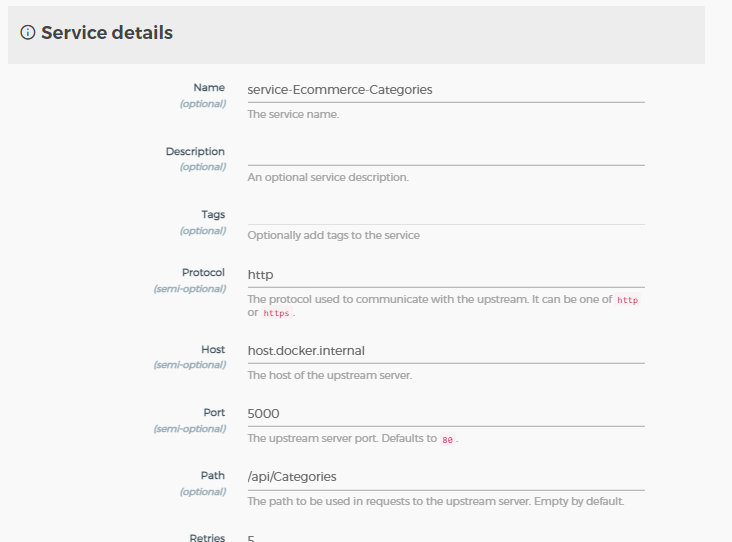 Service details
Name
service-Ecommerce-Categories
(optional)
The service name.
Description
(optional)
An optional service description.
Tags
(optional)
Optionally add tags to the service
Protocol
http
(semi-optional)
The protocol used to communicate with the upstream. It can be one of http
or https .
Host
host.docker.internal
(semi-optional)
The host of the upstream server.
Port
5000
(semi-optional)
The upstream server port. Defaults to 80 .
Path
/api/Categories
(optional)
The path to be used in requests to the upstream server. Empty by default.
Retries
5